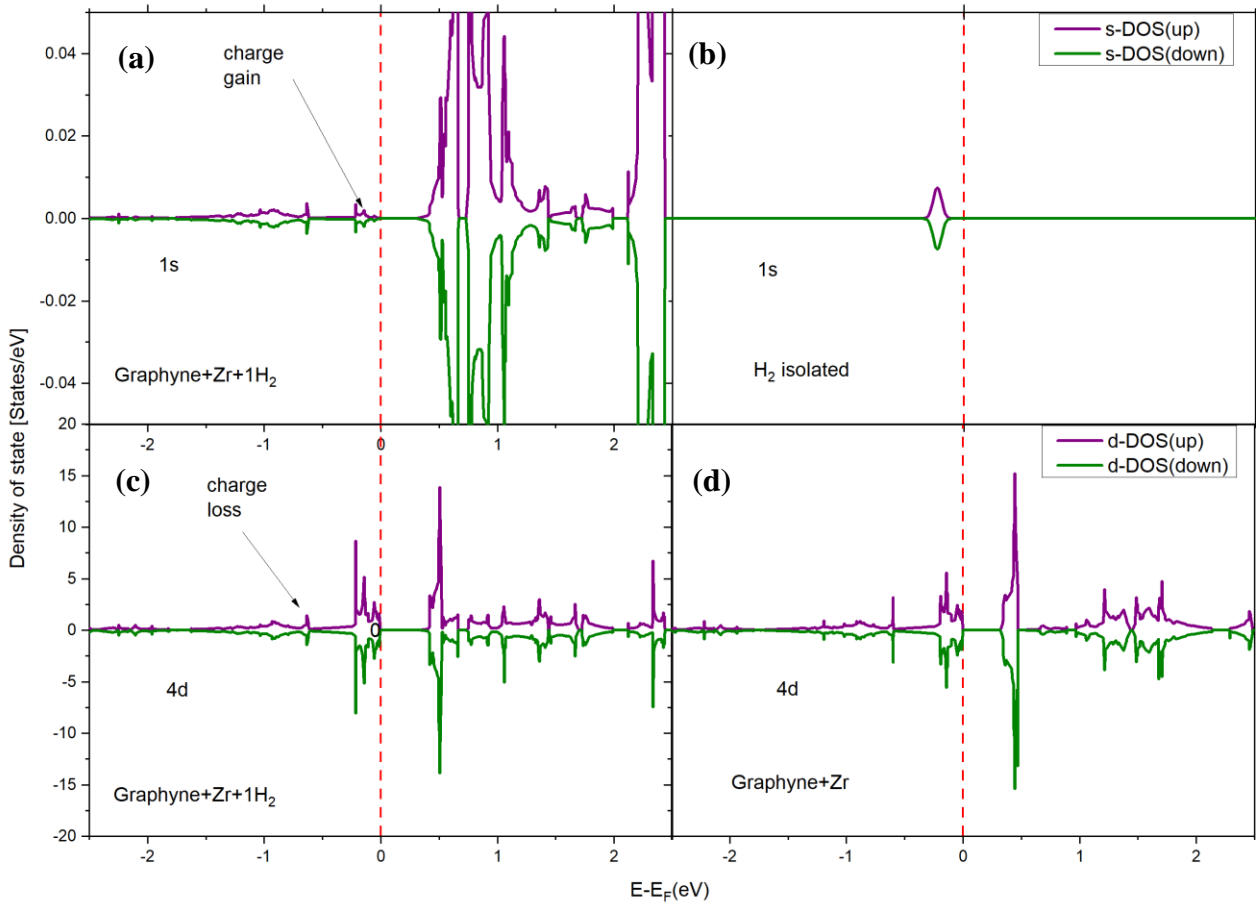 (a)
charge
gain
1s
Graphyne+Zr+1H₂
0.04
0.02
0.00
-0.02
-0.04
-2
-1
0
1
2
(b)
s-DOS(up)
s-DOS(down)
1s
H₂ isolated
Density of state [States/eV]
(c)
charge
loss
0
4d
Graphyne+Zr+1H₂
20
15
10
5
0
-5
-10
-15
-20
-2
-1
0
1
2
(d)
d-DOS(up)
d-DOS(down)
4d
Graphyne+Zr
-2
-1
0
1
2
E-E_F(eV)